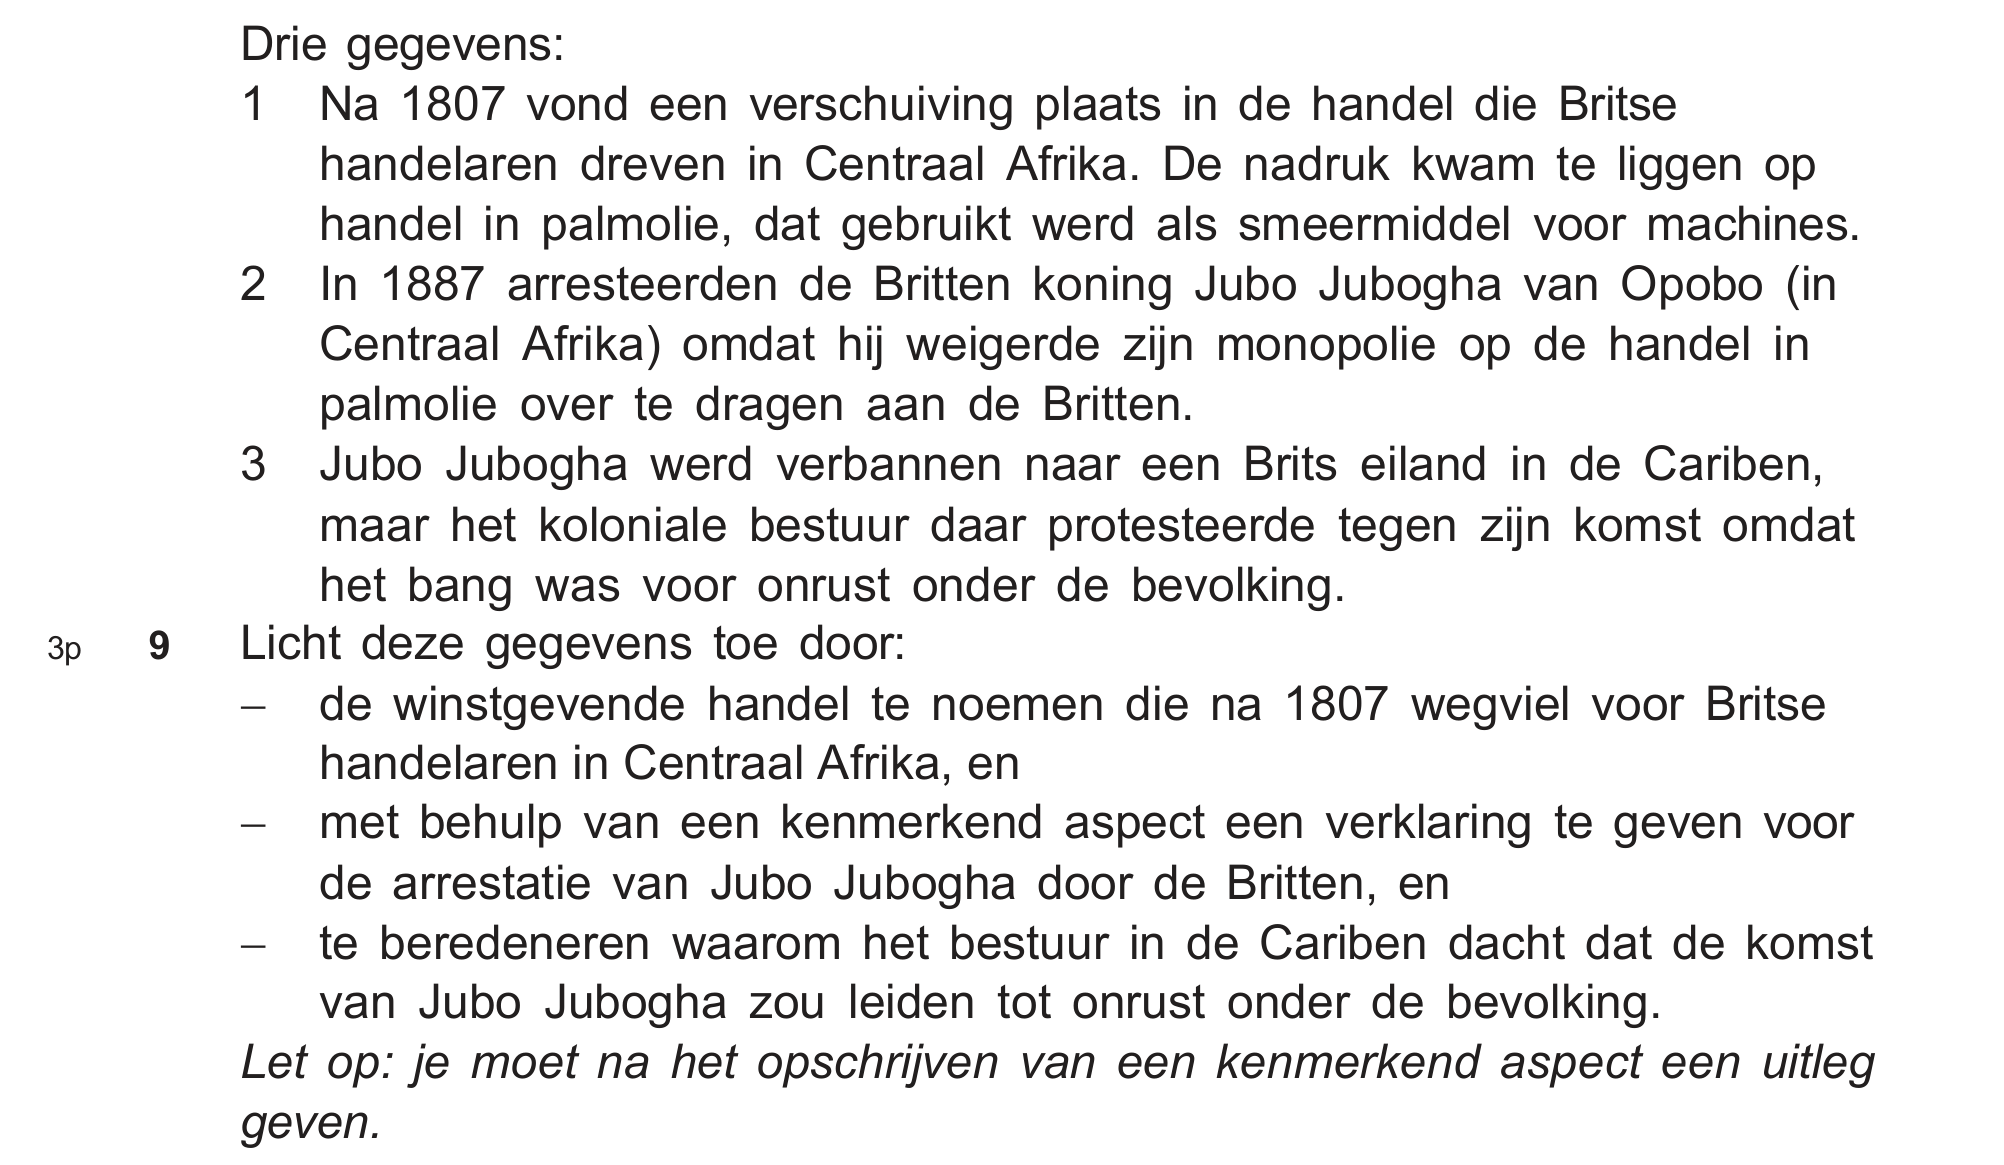 Drie gegevens:
1 Na 1807 vond een verschuiving plaats in de handel die Britse
handelaren dreven in Centraal Afrika. De nadruk kwam te liggen op
handel in palmolie, dat gebruikt werd als smeermiddel voor machines.
2 In 1887 arresteerden de Britten koning Jubo Jubogha van Opobo (in
Centraal Afrika) omdat hij weigerde zijn monopolie op de handel in
palmolie over te dragen aan de Britten.
3 Jubo Jubogha werd verbannen naar een Brits eiland in de Cariben,
maar het koloniale bestuur daar protesteerde tegen zijn komst omdat
het bang was voor onrust onder de bevolking.
3p 9 Licht deze gegevens toe door:
– de winstgevende handel te noemen die na 1807 wegviel voor Britse
handelaren in Centraal Afrika, en
– met behulp van een kenmerkend aspect een verklaring te geven voor
de arrestatie van Jubo Jubogha door de Britten, en
– te beredeneren waarom het bestuur in de Cariben dacht dat de komst
van Jubo Jubogha zou leiden tot onrust onder de bevolking.
Let op: je moet na het opschrijven van een kenmerkend aspect een uitleg
geven.